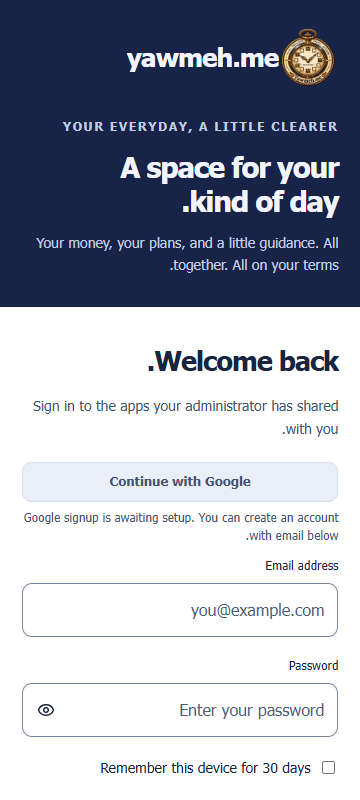 yawmeh.me
YOUR EVERYDAY, A LITTLE CLEARER
A space for your
.kind of day
Your money, your plans, and a little guidance. All
.together. All on your terms
.Welcome back
Sign in to the apps your administrator has shared
.with you
Continue with Google
Google signup is awaiting setup. You can create an account
.with email below
Email address
you@example.com
Password
Enter your password
Remember this device for 30 days